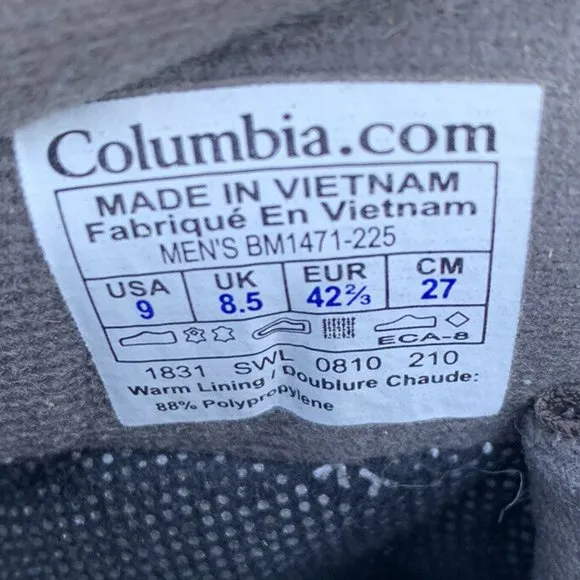 Columbia.com
MADE IN VIETNAM
Fabriqué En Vietnam
MEN'S BM1471-225
USA UK EUR CM
9 8.5 42⅔ 27
ECA-8
1831 SWL 0810 210
Warm Lining / Doublure Chaude:
88% Polypropylene